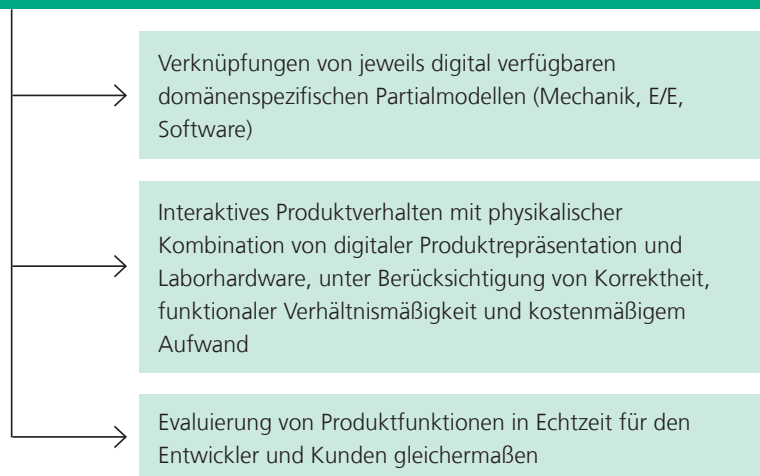 Verknüpfungen von jeweils digital verfügbaren
domänenspezifischen Partialmodellen (Mechanik, E/E,
Software)
Interaktives Produktverhalten mit physikalischer
Kombination von digitaler Produktrepräsentation und
Laborhardware, unter Berücksichtigung von Korrektheit,
funktionaler Verhältnismäßigkeit und kostenmäßigem
Aufwand
Evaluierung von Produktfunktionen in Echtzeit für den
Entwickler und Kunden gleichermaßen